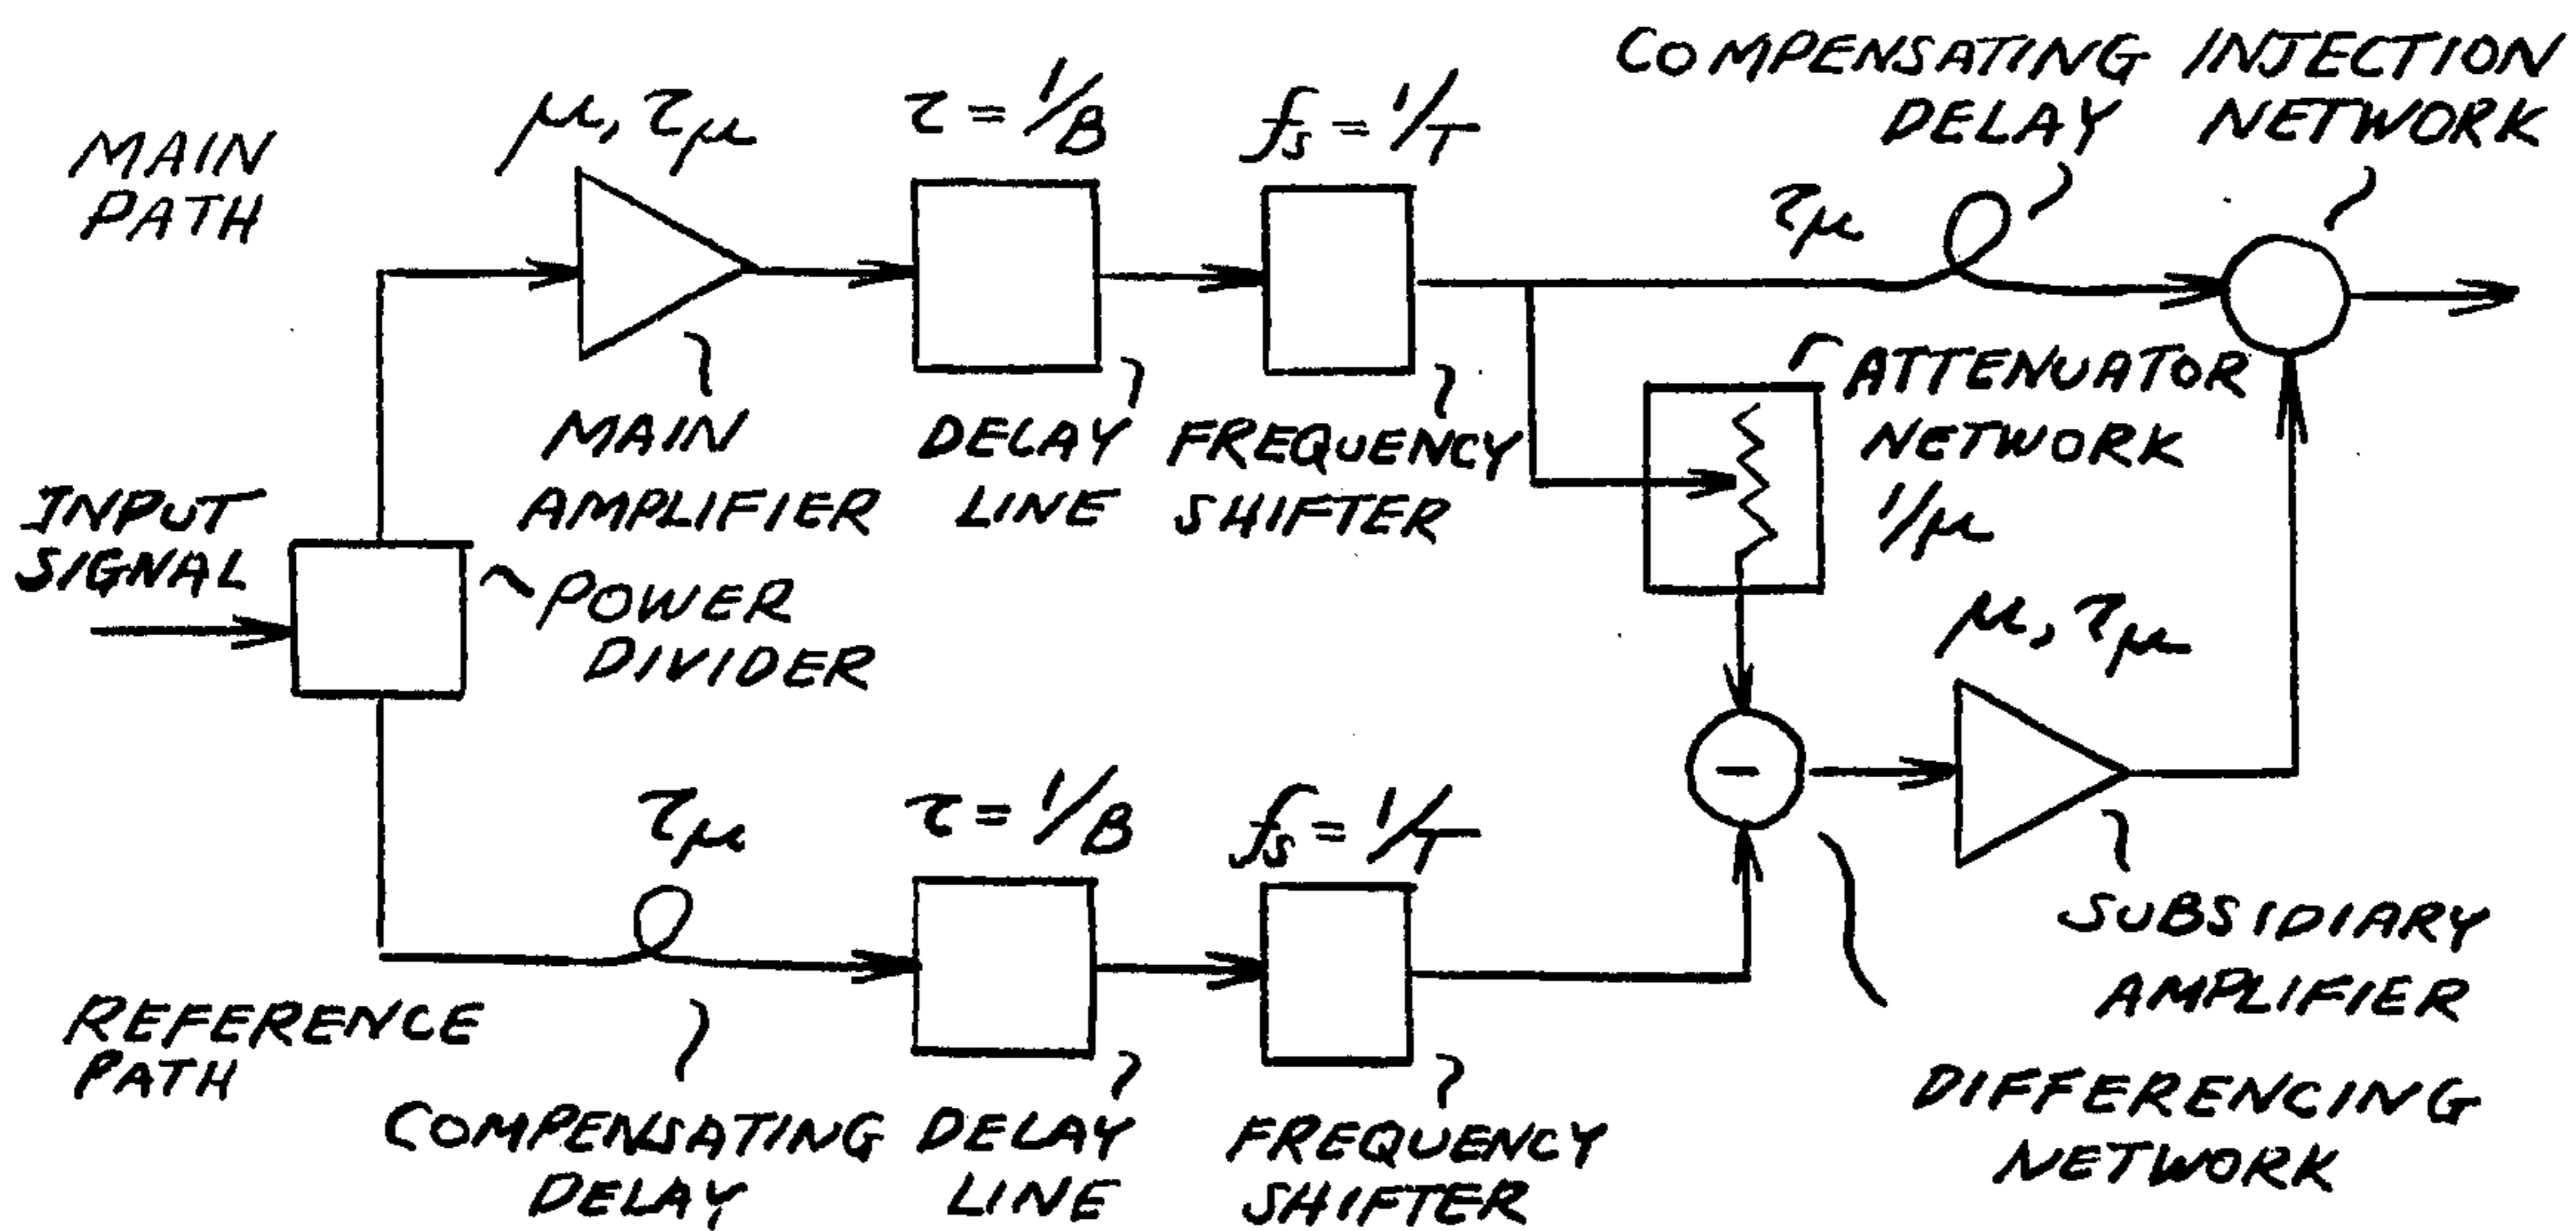 COMPENSATING
DELAY
INJECTION
NETWORK
MAIN
PATH
μ, τμ
τ = 1/B
fs = 1/T
τμ
MAIN
AMPLIFIER
DELAY
LINE
FREQUENCY
SHIFTER
ATTENUATOR
NETWORK
1/μ
INPUT
SIGNAL
POWER
DIVIDER
μ, τμ
−
SUBSIDIARY
AMPLIFIER
τμ
τ = 1/B
fs = 1/T
REFERENCE
PATH
COMPENSATING
DELAY
DELAY
LINE
FREQUENCY
SHIFTER
DIFFERENCING
NETWORK